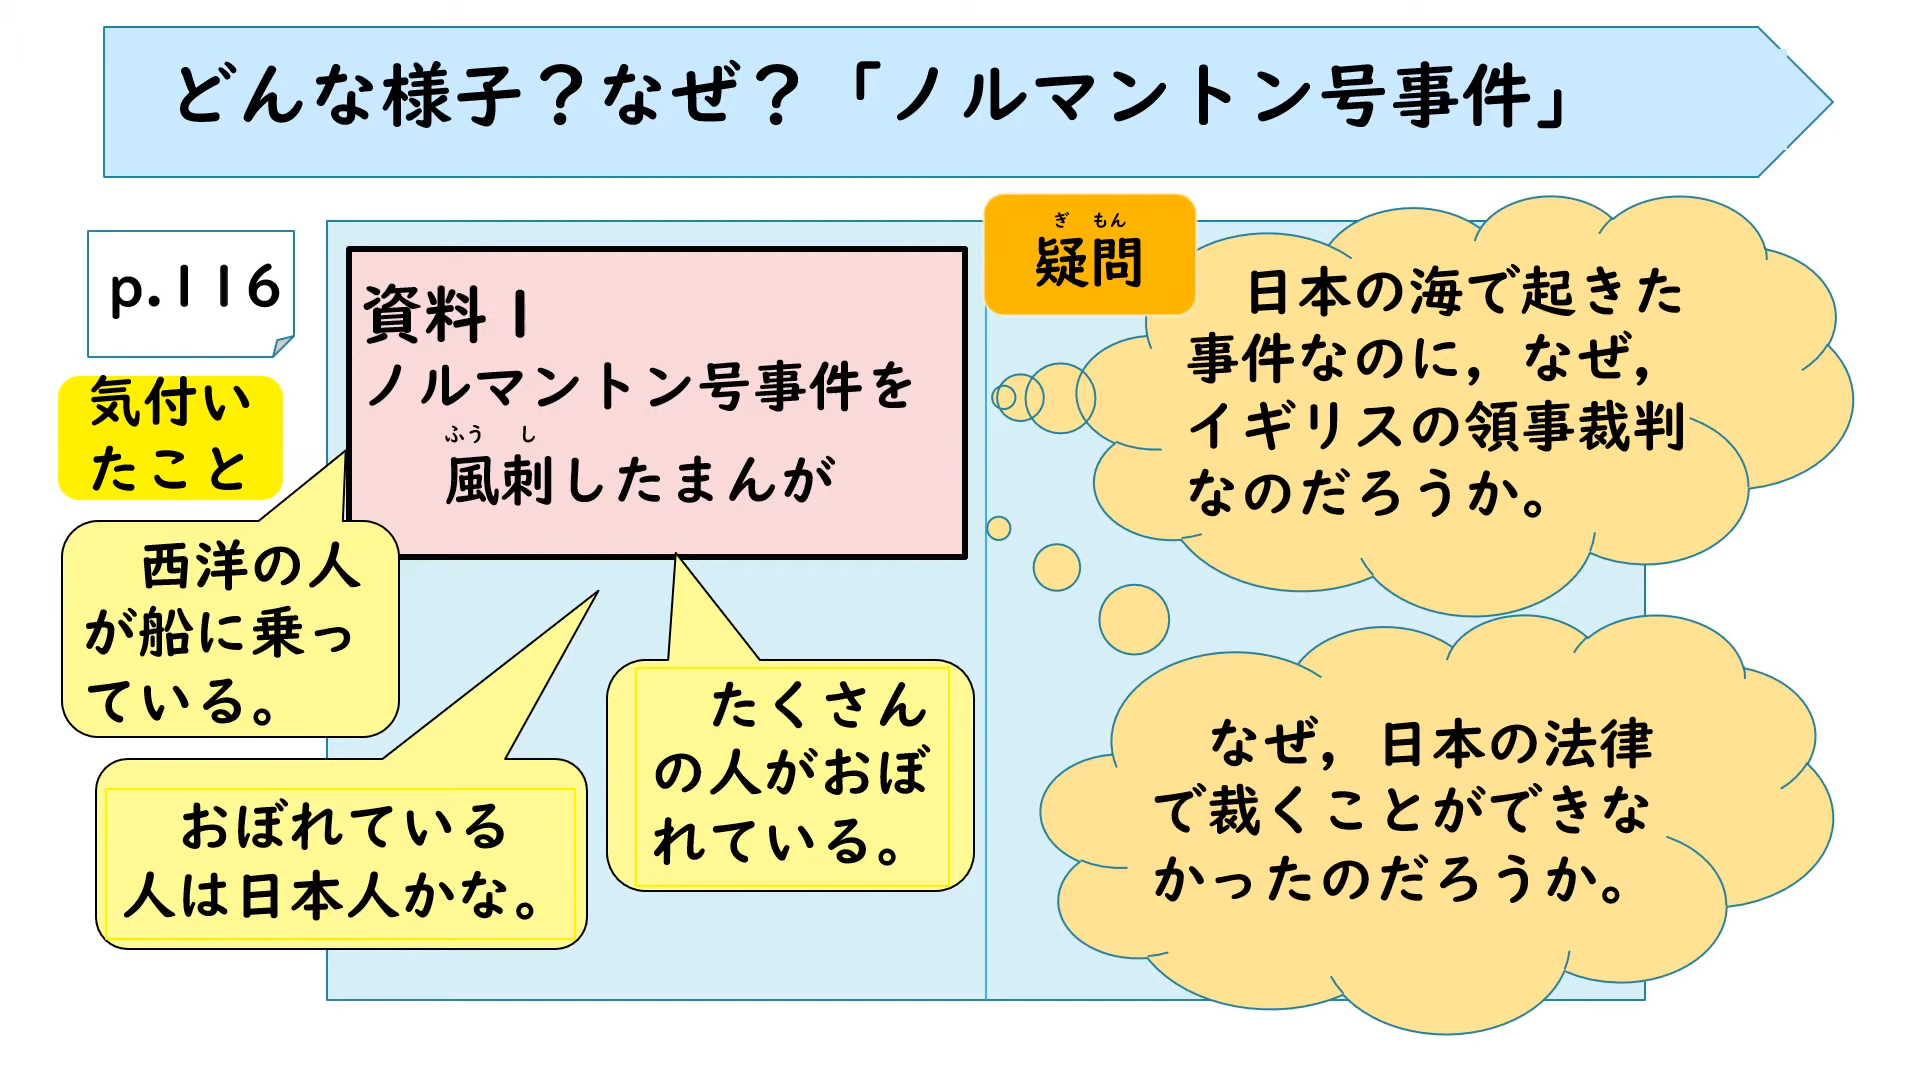 どんな様子？なぜ？「ノルマントン号事件」
p.116
気付い
たこと
資料１
ノルマントン号事件を
ふう し
風刺したまんが
西洋の人
が船に乗っ
ている。
おぼれている
人は日本人かな。
たくさん
の人がおぼ
れている。
ぎ もん
疑問
日本の海で起きた
事件なのに，なぜ，
イギリスの領事裁判
なのだろうか。
なぜ，日本の法律
で裁くことができな
かったのだろうか。